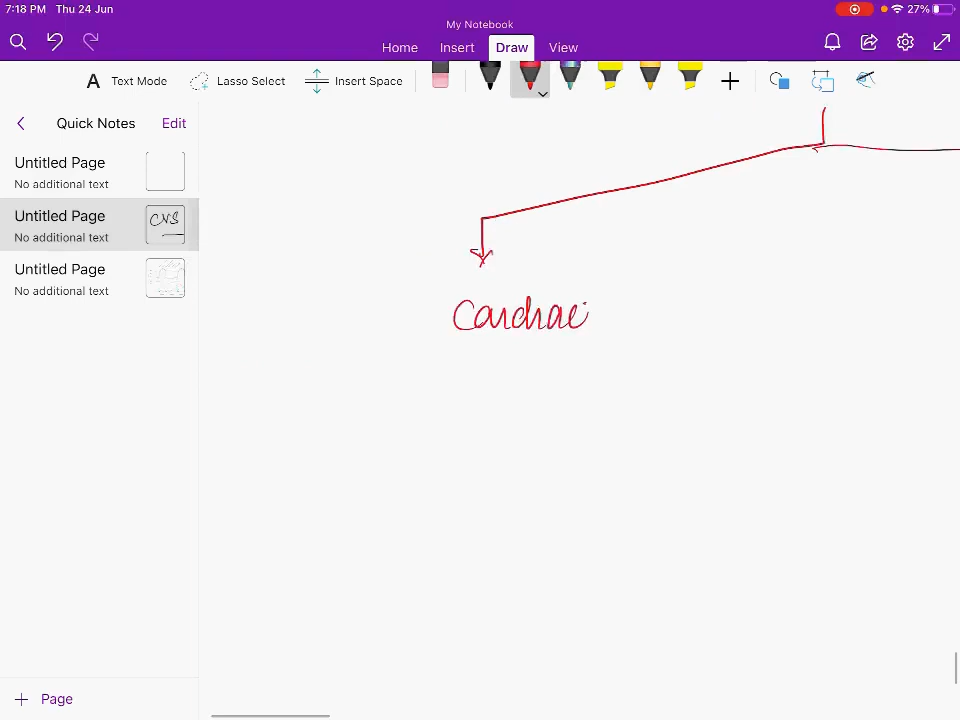 7:18 PM Thu 24 Jun
27%
My Notebook
Home Insert Draw View
Text Mode Lasso Select Insert Space
Quick Notes Edit
Untitled Page
No additional text
Untitled Page
No additional text
CNS
Untitled Page
No additional text
Cardiac
Page